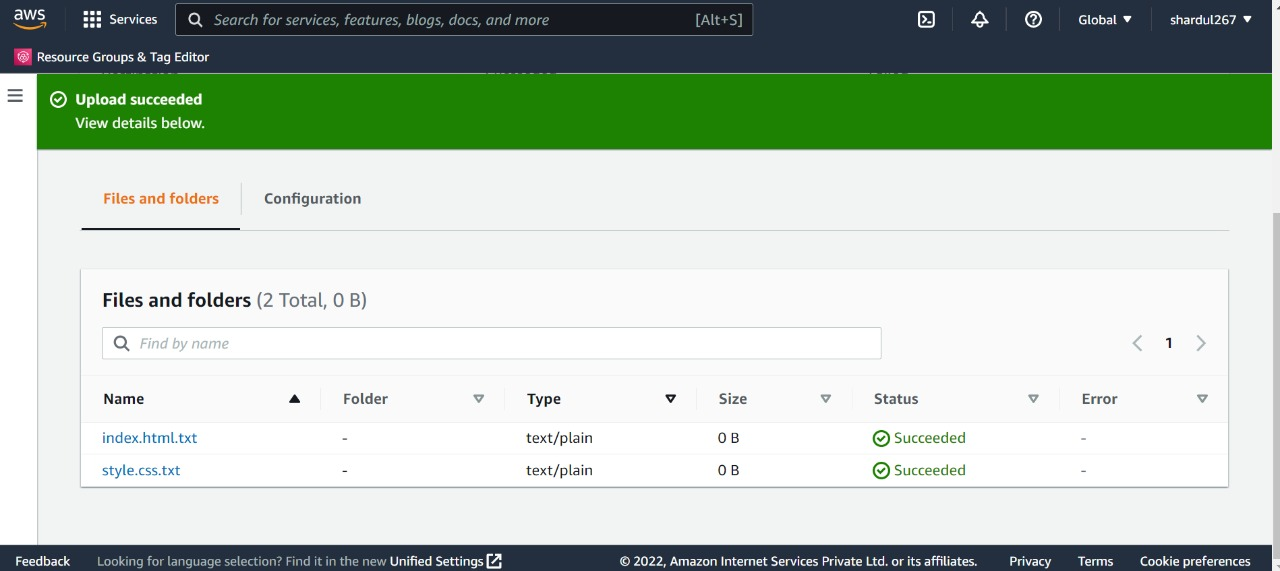 aws Services Search for services, features, blogs, docs, and more [Alt+S] Global shardul267
Resource Groups & Tag Editor
Upload succeeded
View details below.
Files and folders Configuration
Files and folders (2 Total, 0 B)
Find by name 1
Name Folder Type Size Status Error
index.html.txt - text/plain 0 B Succeeded -
style.css.txt - text/plain 0 B Succeeded -
Feedback Looking for language selection? Find it in the new Unified Settings © 2022, Amazon Internet Services Private Ltd. or its affiliates. Privacy Terms Cookie preferences